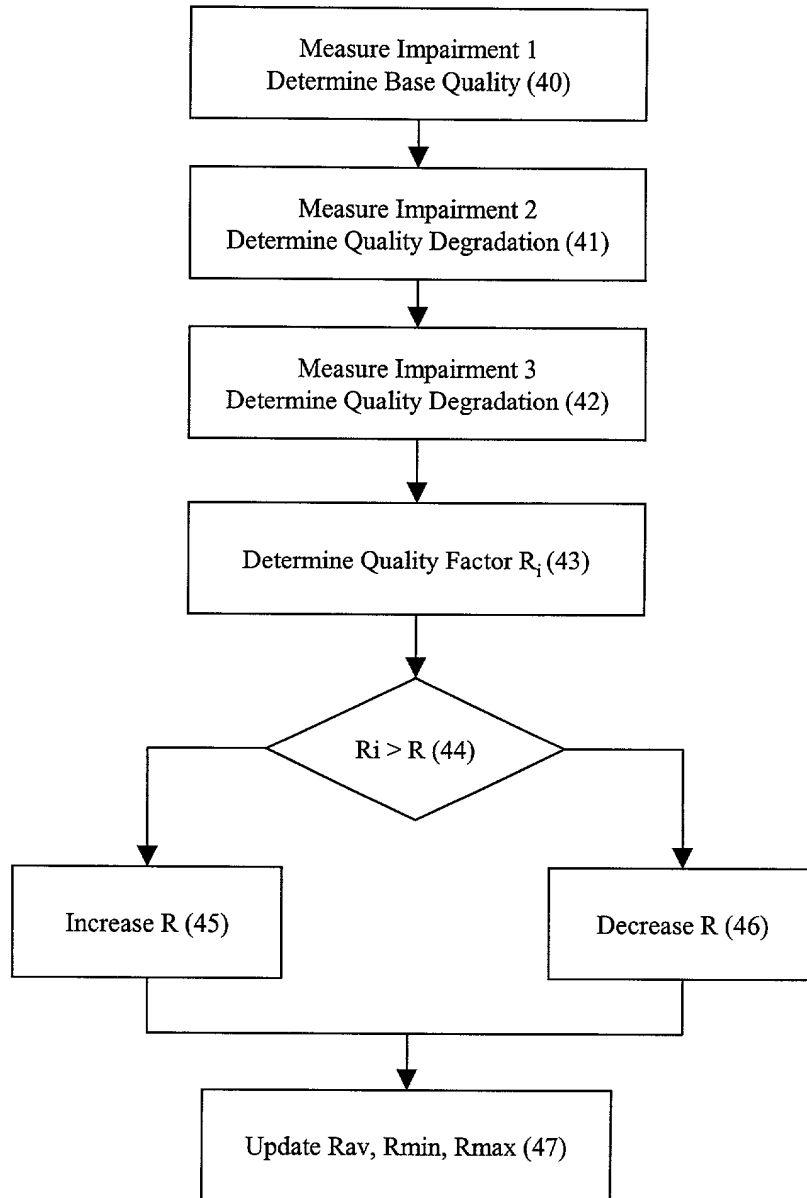 Measure Impairment 1
Determine Base Quality (40)
Measure Impairment 2
Determine Quality Degradation (41)
Measure Impairment 3
Determine Quality Degradation (42)
Determine Quality Factor Ri (43)
Ri > R (44)
Increase R (45)
Decrease R (46)
Update Rav, Rmin, Rmax (47)